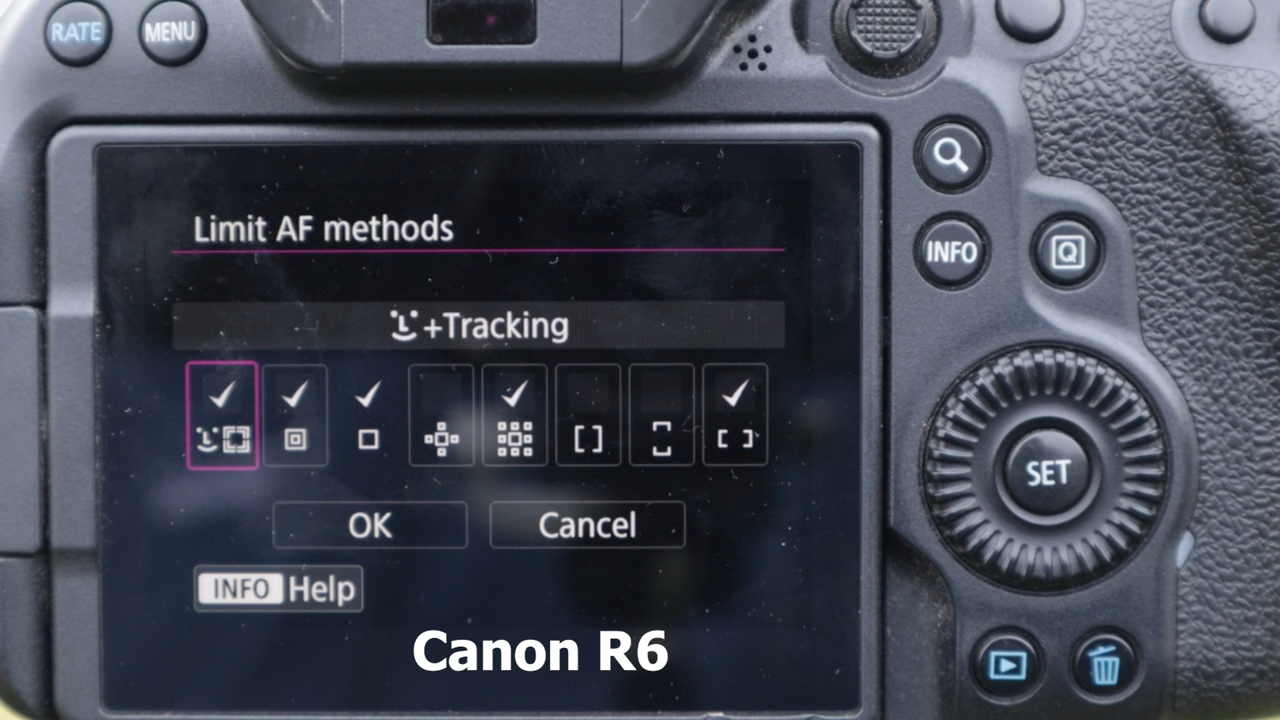 RATE MENU
Limit AF methods
+Tracking
OK Cancel
INFO Help
Canon R6
INFO Q
SET